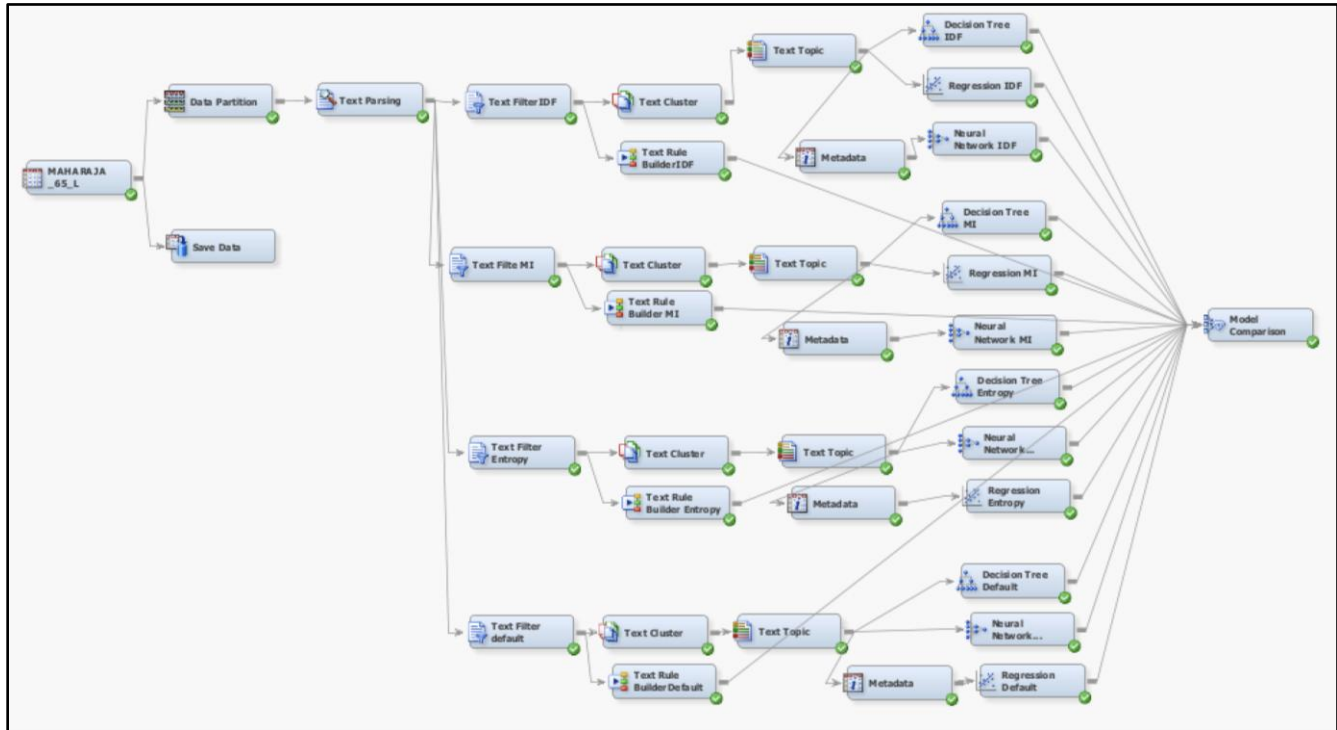 MAHARAJA
_65_L
Data Partition
Save Data
Text Parsing
Text FilterIDF
Text Cluster
Text Topic
Text Rule
BuilderIDF
Metadata
Decision Tree
IDF
Regression IDF
Neural
Network IDF
Text Filte MI
Text Cluster
Text Topic
Text Rule
Builder MI
Metadata
Decision Tree
MI
Regression MI
Neural
Network MI
Text Filter
Entropy
Text Cluster
Text Topic
Text Rule
Builder Entropy
Metadata
Decision Tree
Entropy
Neural
Network...
Regression
Entropy
Text Filter
default
Text Cluster
Text Topic
Text Rule
BuilderDefault
Metadata
Decision Tree
Default
Neural
Network...
Regression
Default
Model
Comparison